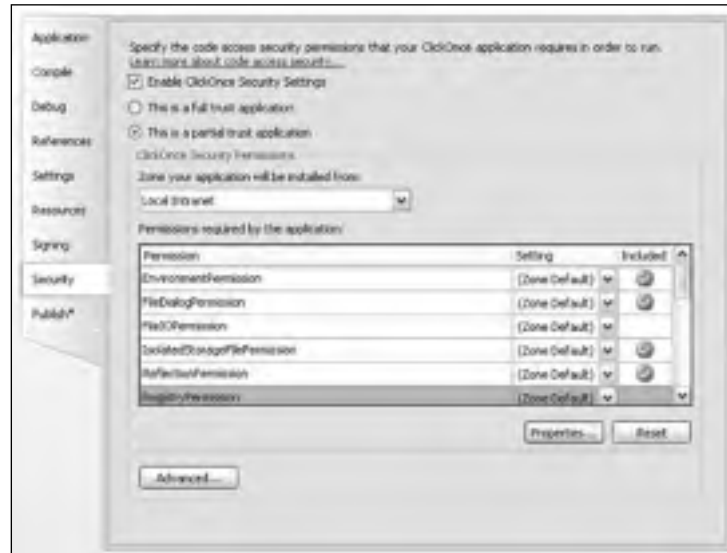 Application
Compile
Debug
References
Settings
Resources
Signing
Security
Publish*
Specify the code access security permissions that your ClickOnce application requires in order to run.
Learn more about code access security...
Enable ClickOnce Security Settings
This is a full trust application
This is a partial trust application
ClickOnce Security Permissions
Zone your application will be installed from:
Local Intranet
Permissions required by the application:
Permission Setting Included
EnvironmentPermission (Zone Default)
FileDialogPermission (Zone Default)
FileIOPermission (Zone Default)
IsolatedStorageFilePermission (Zone Default)
ReflectionPermission (Zone Default)
RegistryPermission (Zone Default)
Properties... Reset
Advanced...